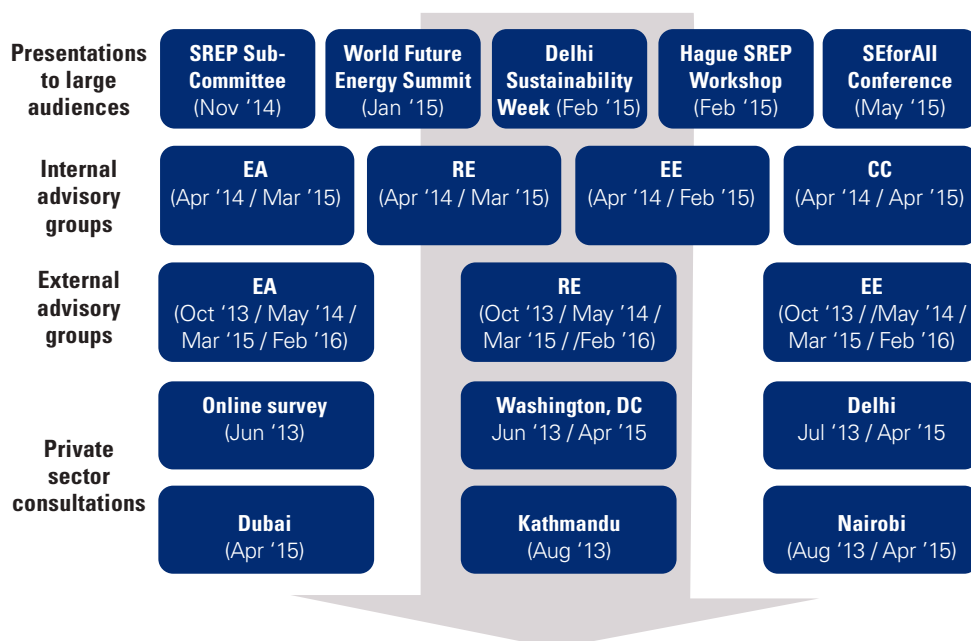 Presentations
to large
audiences
SREP Sub-
Committee
(Nov ‘14)
World Future
Energy Summit
(Jan ‘15)
Delhi
Sustainability
Week (Feb ‘15)
Hague SREP
Workshop
(Feb ‘15)
SEforAll
Conference
(May ‘15)
Internal
advisory
groups
EA
(Apr ’14 / Mar ’15)
RE
(Apr ’14 / Mar ’15)
EE
(Apr ’14 / Feb ’15)
CC
(Apr ’14 / Apr ’15)
External
advisory
groups
EA
(Oct ’13 / May ’14 /
Mar ’15 / Feb ’16)
RE
(Oct ’13 / May ’14 /
Mar ’15 / /Feb ’16)
EE
(Oct ’13 / /May ’14 /
Mar ’15 / Feb ’16)
Private
sector
consultations
Online survey
(Jun ‘13)
Washington, DC
Jun ‘13 / Apr ’15
Delhi
Jul ‘13 / Apr ’15
Dubai
(Apr ‘15)
Kathmandu
(Aug ‘13)
Nairobi
(Aug ‘13 / Apr ’15)